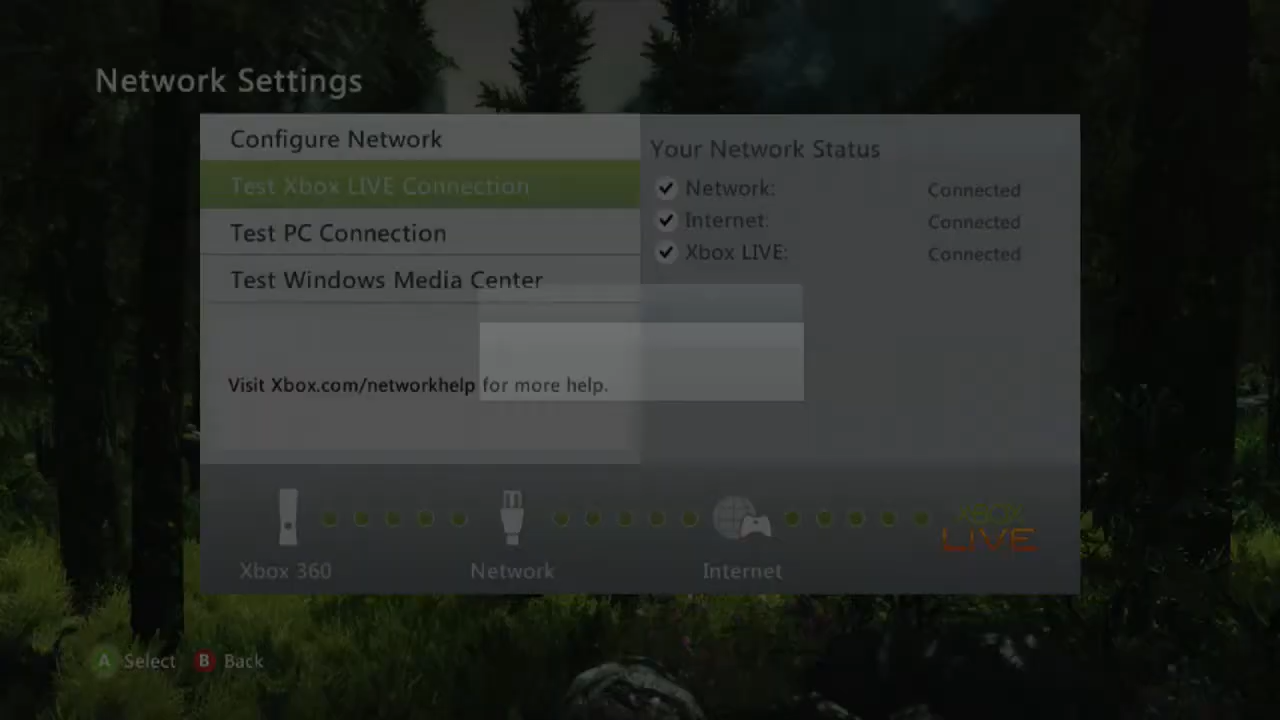 Network Settings
Configure Network
Test Xbox LIVE Connection
Test PC Connection
Test Windows Media Center
Visit Xbox.com/networkhelp for more help.
Your Network Status
Network: Connected
Internet: Connected
Xbox LIVE: Connected
XBOX
LIVE
Xbox 360
Network
Internet
A Select B Back